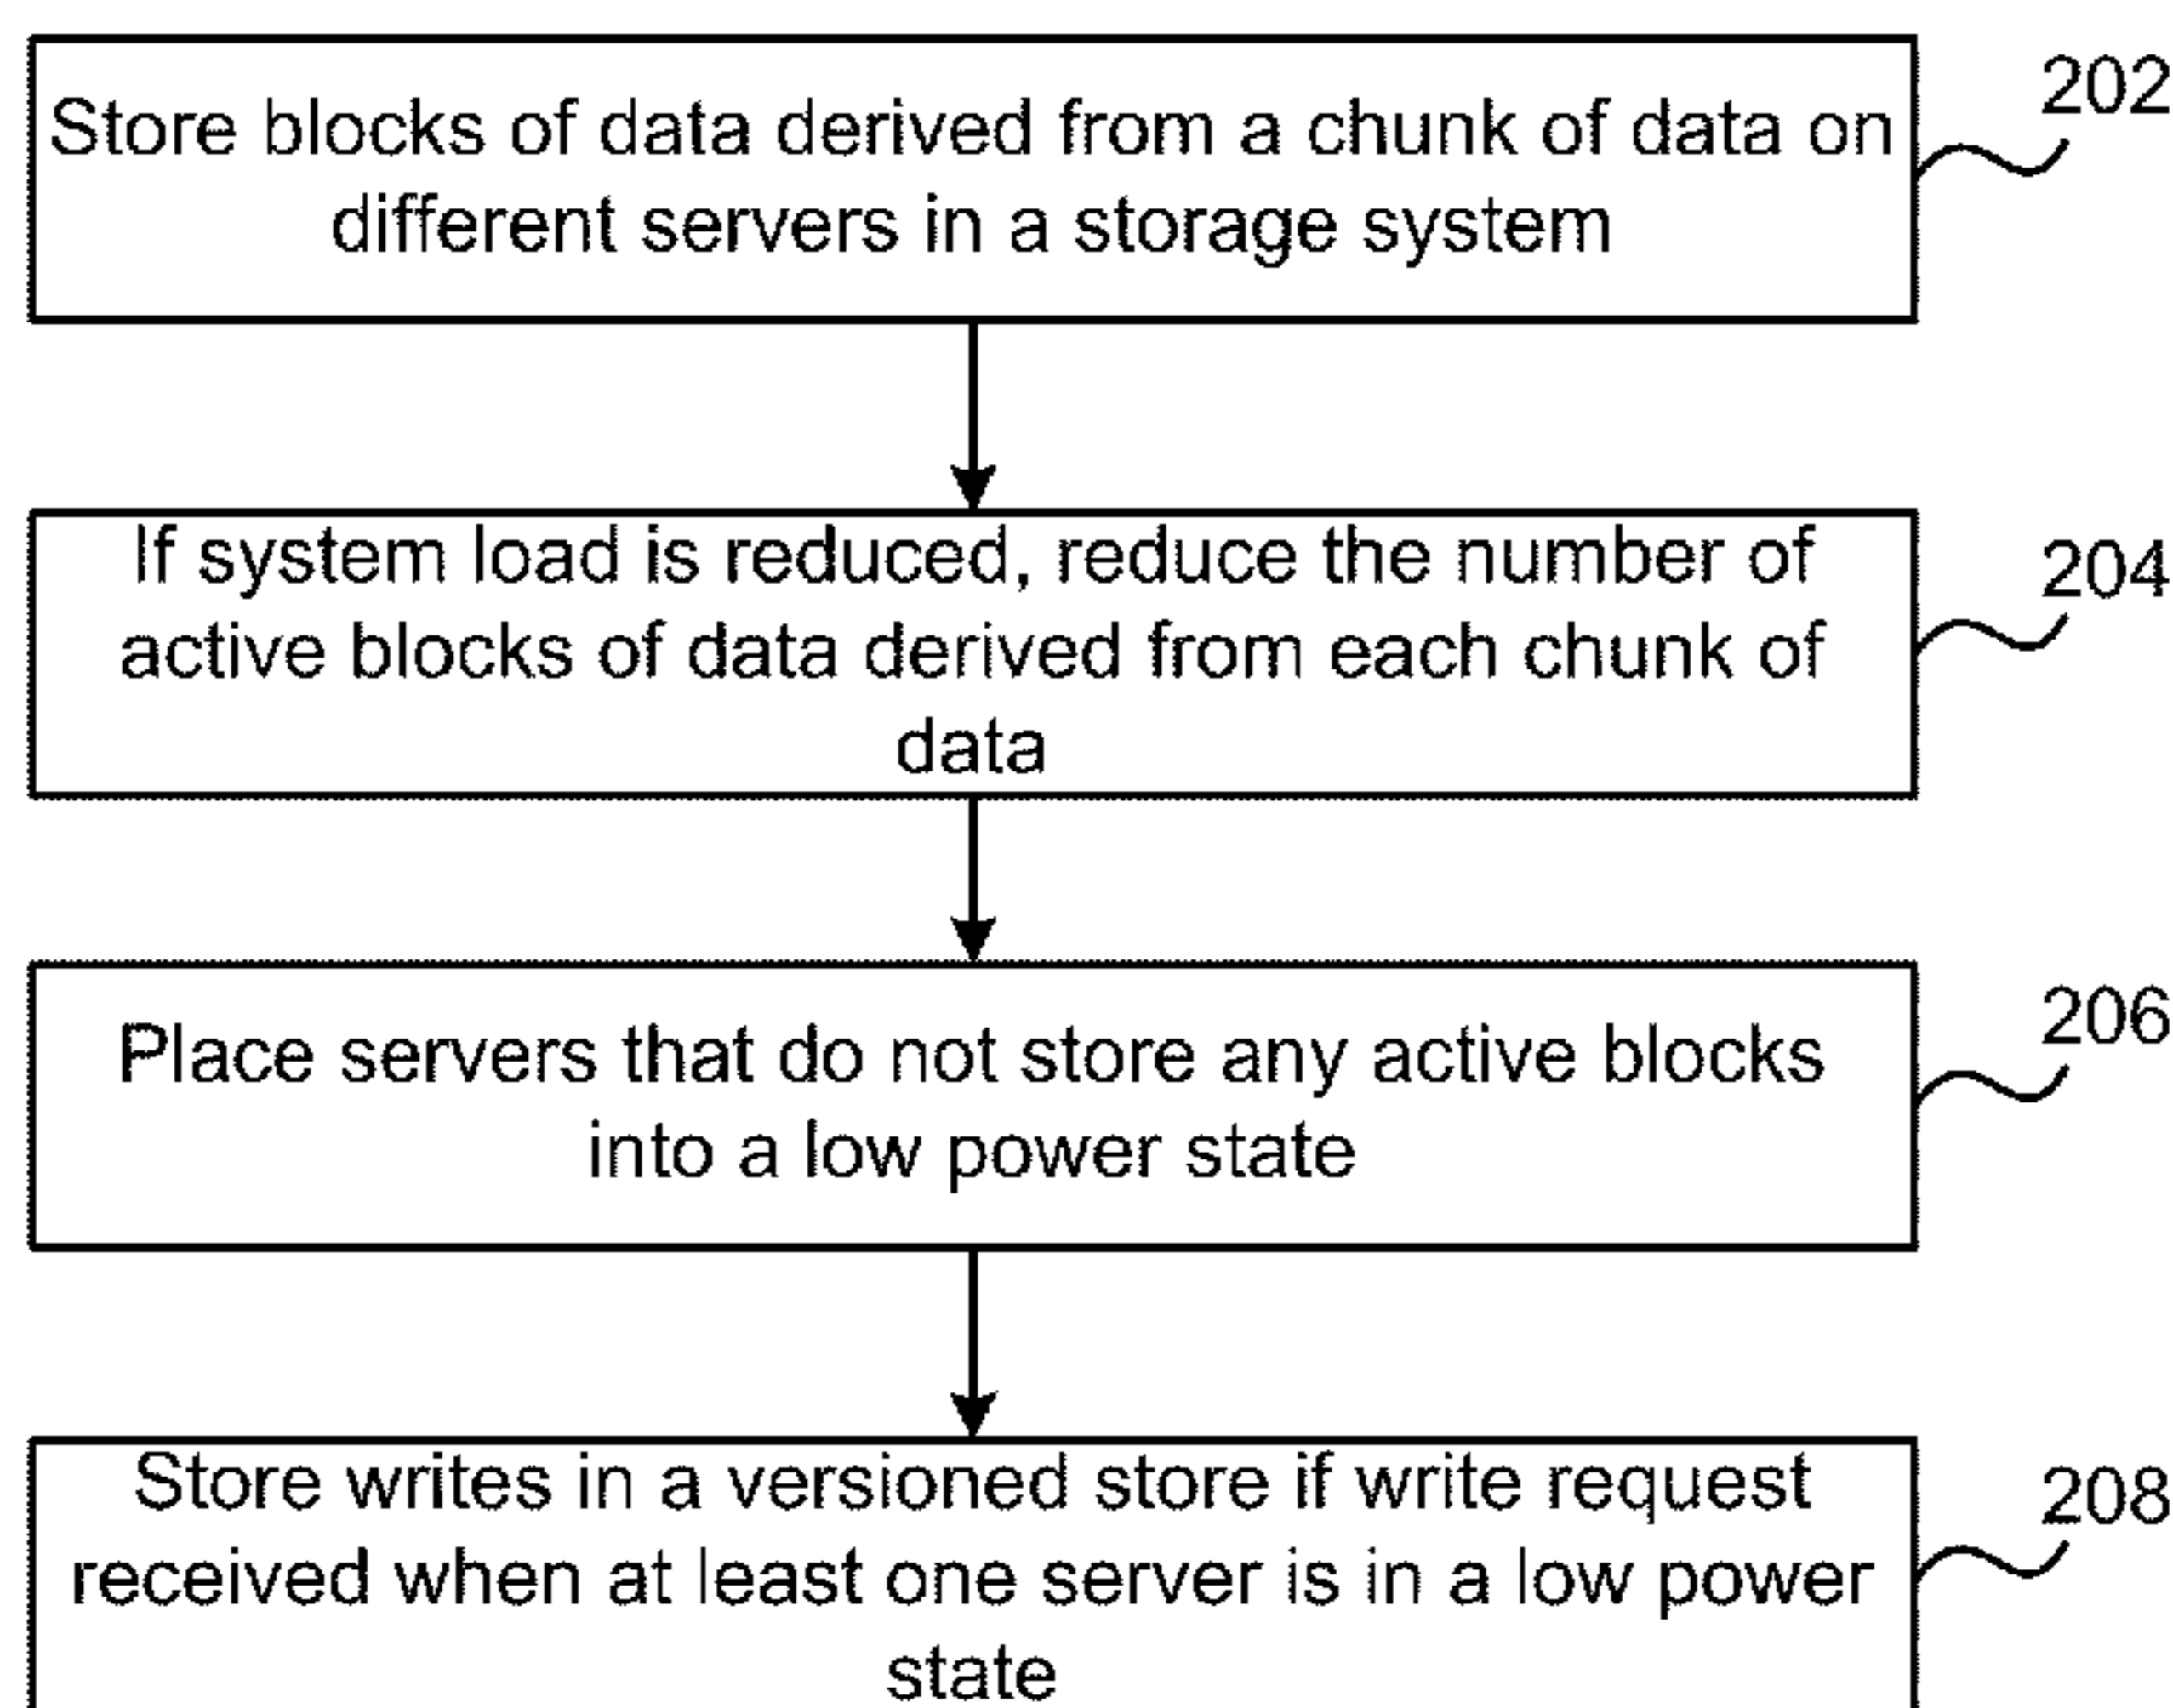 Store blocks of data derived from a chunk of data on
different servers in a storage system
202
If system load is reduced, reduce the number of
active blocks of data derived from each chunk of
data
204
Place servers that do not store any active blocks
into a low power state
206
Store writes in a versioned store if write request
received when at least one server is in a low power
state
208